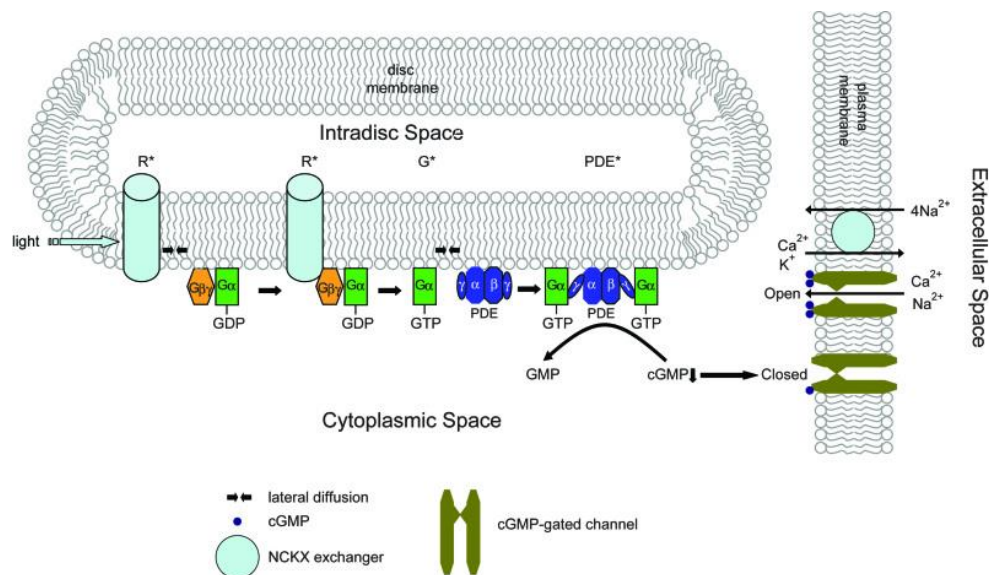 disc
membrane
Intradisc Space
R* R* G* PDE*
light
Gβγ Gα
GDP
Gβγ Gα
GDP
Gα
GTP
γ α β γ
PDE
Gα γ α β γ Gα
GTP PDE GTP
GMP cGMP
Cytoplasmic Space
plasma
membrane
4Na²⁺
Ca²⁺
K⁺
Ca²⁺
Open
Na²⁺
Closed
Extracellular Space
lateral diffusion
cGMP
NCKX exchanger
cGMP-gated channel